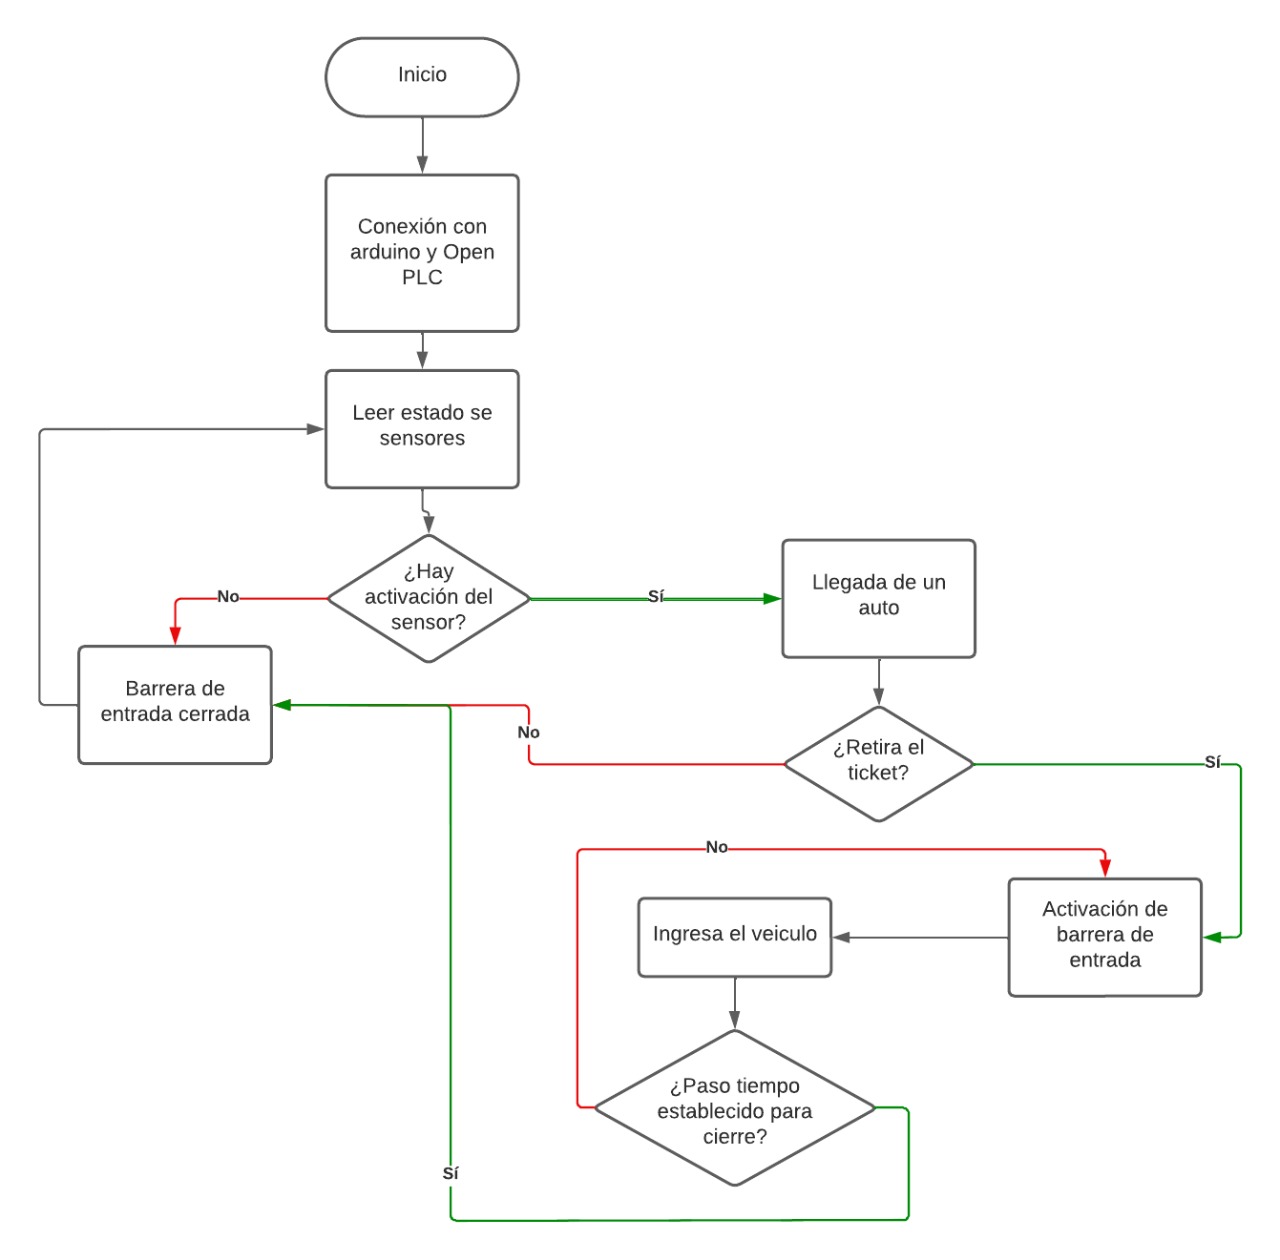 Inicio
Conexión con
arduino y Open
PLC
Leer estado se
sensores
¿Hay
activación del
sensor?
No
Sí
Llegada de un
auto
Barrera de
entrada cerrada
No
¿Retira el
ticket?
Sí
No
Activación de
barrera de
entrada
Ingresa el veiculo
¿Paso tiempo
establecido para
cierre?
Sí